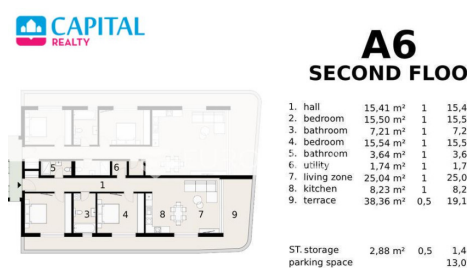 CAPITAL
REALTY
A6
SECOND FLOO
1. hall 15,41 m² 1 15,4
2. bedroom 15,50 m² 1 15,5
3. bathroom 7,21 m² 1 7,2
4. bedroom 15,54 m² 1 15,5
5. bathroom 3,64 m² 1 3,6
6. utility 1,74 m² 1 1,7
7. living zone 25,04 m² 1 25,0
8. kitchen 8,23 m² 1 8,2
9. terrace 38,36 m² 0,5 19,1
ST. storage 2,88 m² 0,5 1,4
parking space 13,0
5 6
1
2 3 4 8 7 9